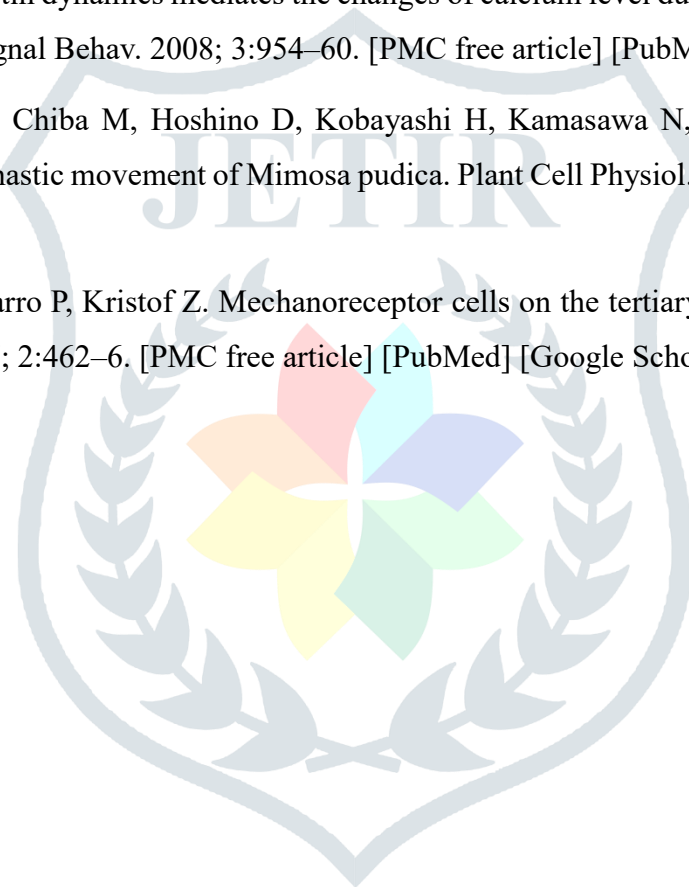 dynamics mediates the changes of calcium level du
gnal Behav. 2008; 3:954–60. [PMC free article] [PubM
Chiba M, Hoshino D, Kobayashi H, Kamasawa N,
JETIR
nastic movement of Mimosa pudica. Plant Cell Physiol.
arro P, Kristof Z. Mechanoreceptor cells on the tertiary
; 2:462–6. [PMC free article] [PubMed] [Google Scho